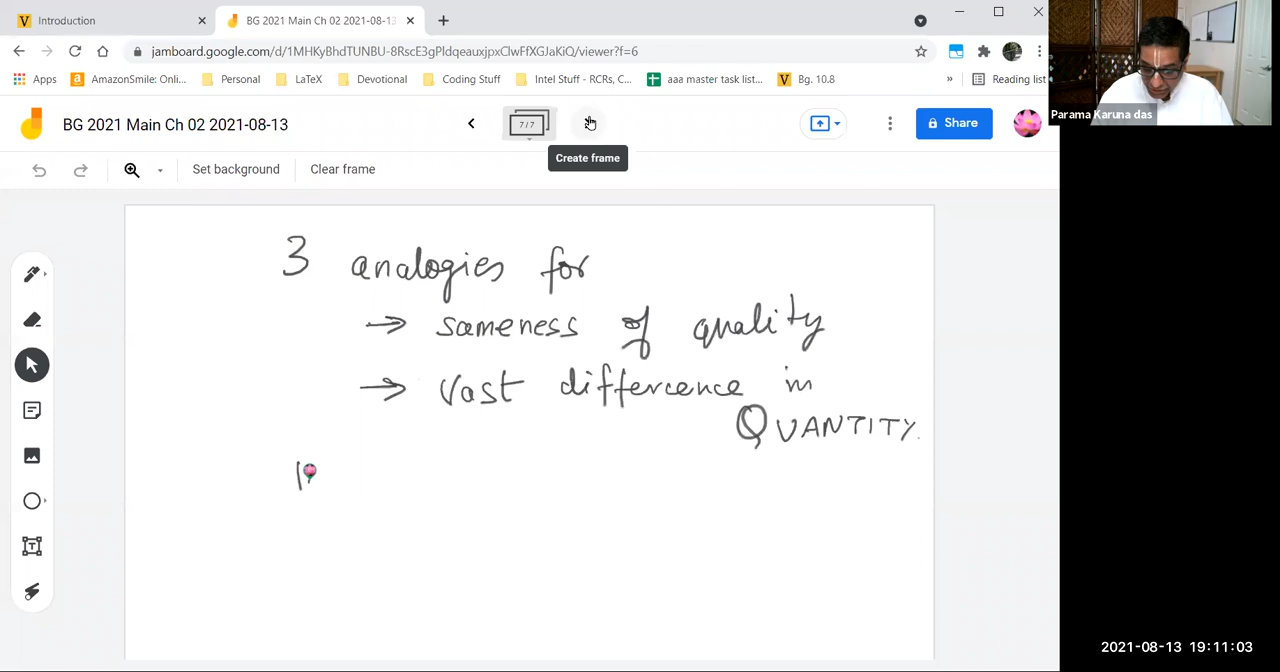 Introduction
BG 2021 Main Ch 02 2021-08-13
jamboard.google.com/d/1MHKyBhdTUNBU-8RscE3gPldqeauxjpxClwFfXGJaKiQ/viewer?f=6
Apps
AmazonSmile: Onli...
Personal
LaTeX
Devotional
Coding Stuff
Intel Stuff - RCRs, C...
aaa master task list...
Bg. 10.8
»
Reading list
Parama Karuna das
BG 2021 Main Ch 02 2021-08-13
7/7
Share
Create frame
Set background
Clear frame
3 analogies for
→ sameness of quality
→ vast difference in
QUANTITY.
2021-08-13 19:11:03